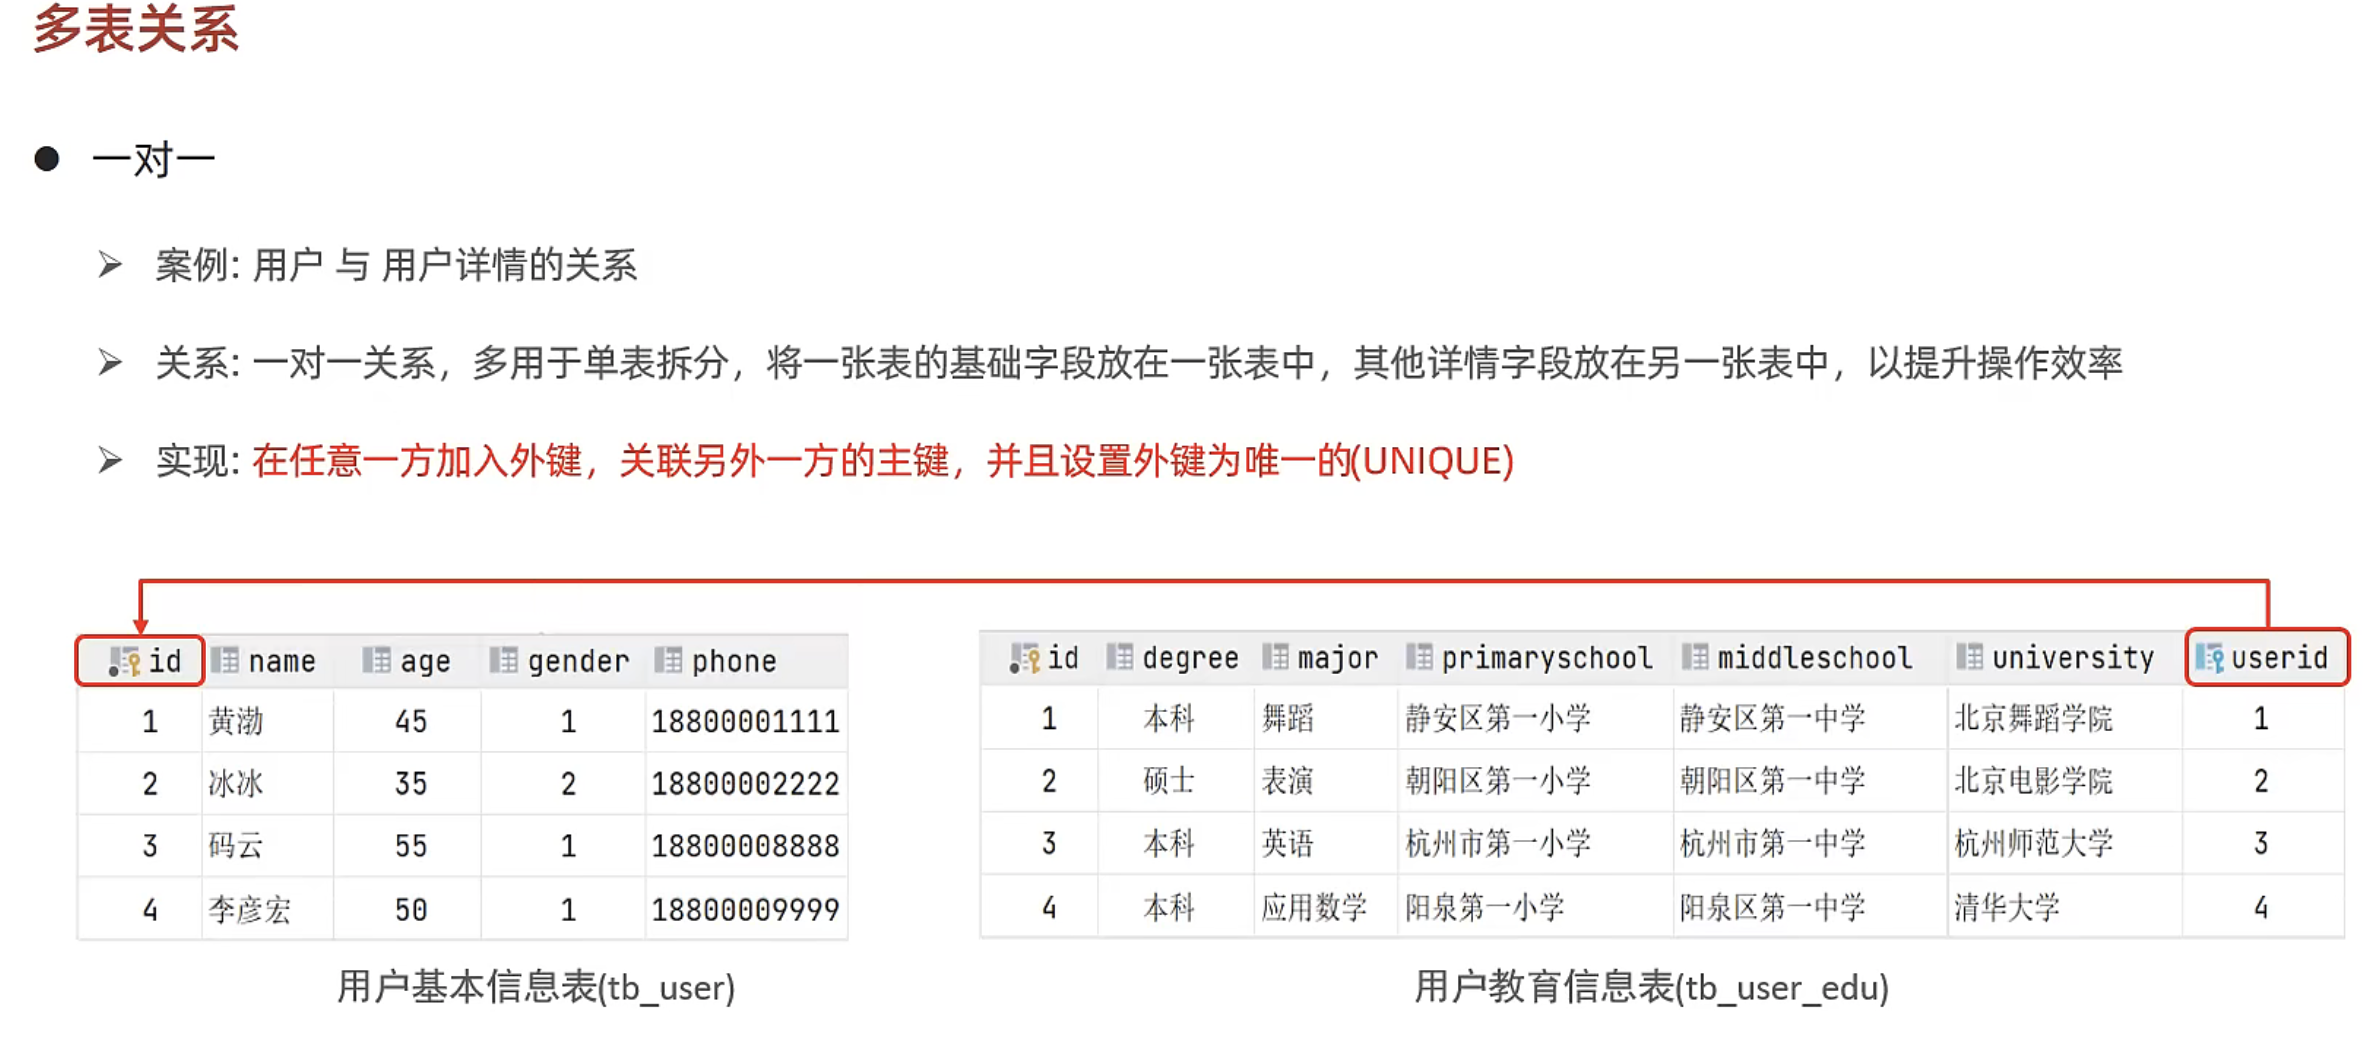 多表关系
● 一对一
➢ 案例: 用户 与 用户详情的关系
➢ 关系: 一对一关系，多用于单表拆分，将一张表的基础字段放在一张表中，其他详情字段放在另一张表中，以提升操作效率
➢ 实现: 在任意一方加入外键，关联另外一方的主键，并且设置外键为唯一的(UNIQUE)
id name age gender phone
1 黄渤 45 1 18800001111
2 冰冰 35 2 18800002222
3 码云 55 1 18800008888
4 李彦宏 50 1 18800009999
用户基本信息表(tb_user)
id degree major primaryschool middleschool university userid
1 本科 舞蹈 静安区第一小学 静安区第一中学 北京舞蹈学院 1
2 硕士 表演 朝阳区第一小学 朝阳区第一中学 北京电影学院 2
3 本科 英语 杭州市第一小学 杭州市第一中学 杭州师范大学 3
4 本科 应用数学 阳泉第一小学 阳泉区第一中学 清华大学 4
用户教育信息表(tb_user_edu)